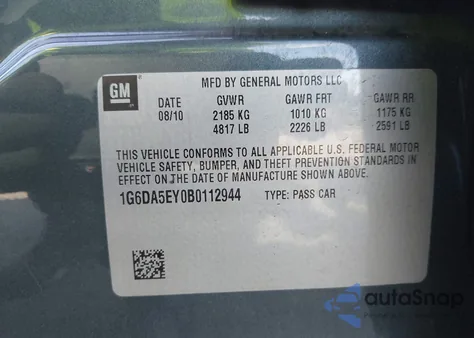 GM
MFD BY GENERAL MOTORS LLC
DATE GVWR GAWR FRT GAWR RR
08/10 2185 KG 1010 KG 1175 KG
4817 LB 2226 LB 2591 LB
THIS VEHICLE CONFORMS TO ALL APPLICABLE U.S. FEDERAL MOTOR
VEHICLE SAFETY, BUMPER, AND THEFT PREVENTION STANDARDS IN
EFFECT ON THE DATE OF MANUFACTURE SHOWN ABOVE.
1G6DA5EY0B0112944 TYPE: PASS CAR
autoSnap